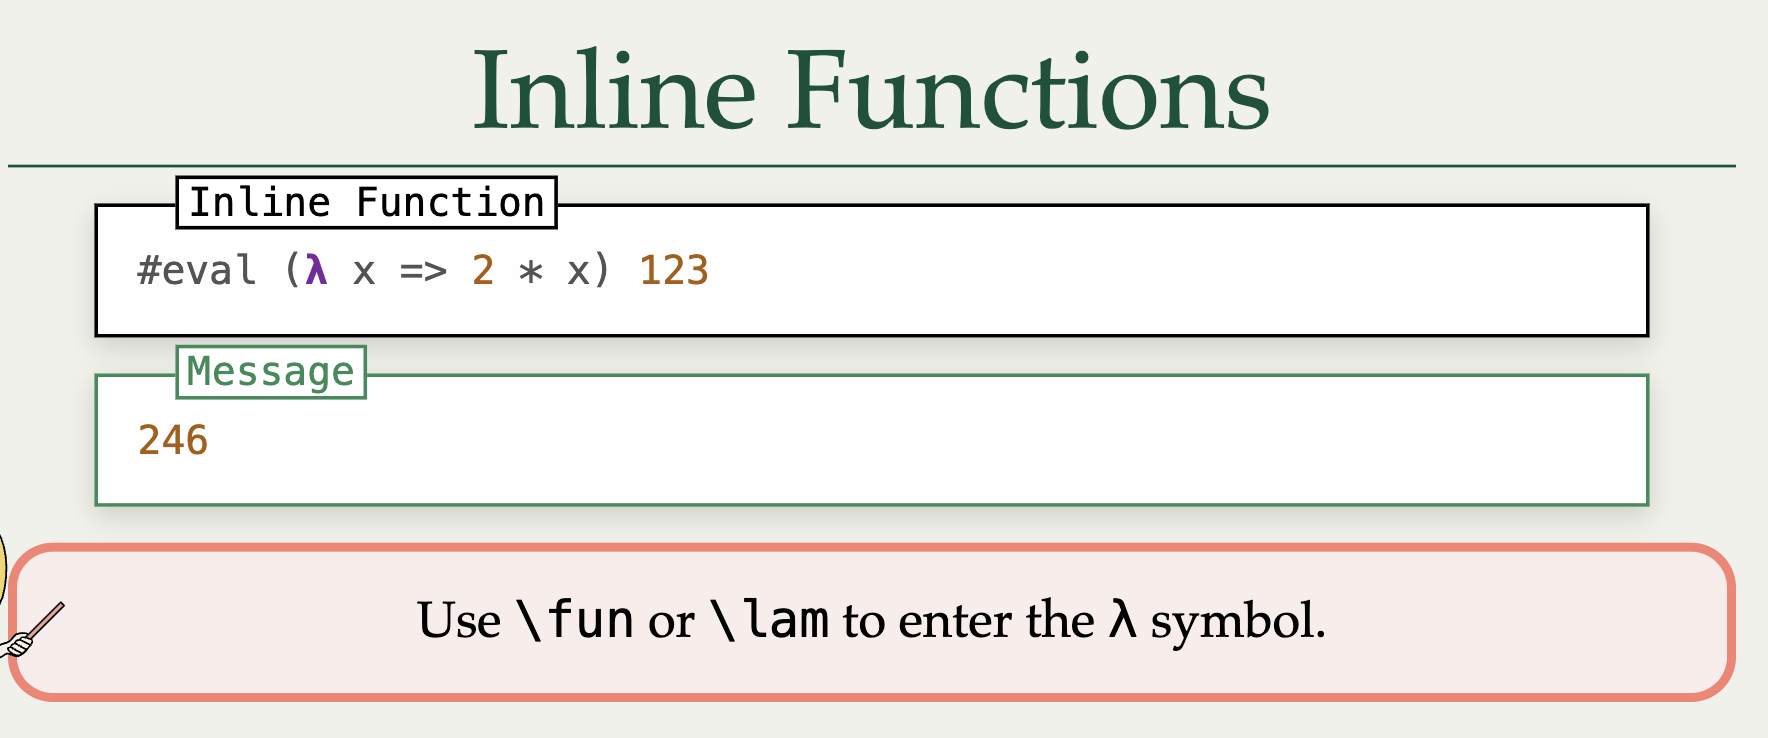 Inline Functions
Inline Function
#eval (λ x => 2 * x) 123
Message
246
Use \fun or \lam to enter the λ symbol.